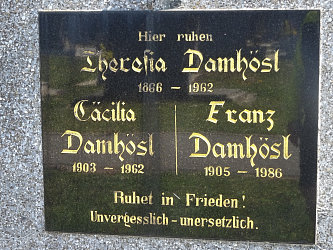 Hier ruhen
Theresia Damhösl
1866 – 1962
Cäcilia
Damhösl
1903 – 1962
Franz
Damhösl
1905 – 1986
Ruhet in Frieden!
Unvergesslich – unersetzlich.